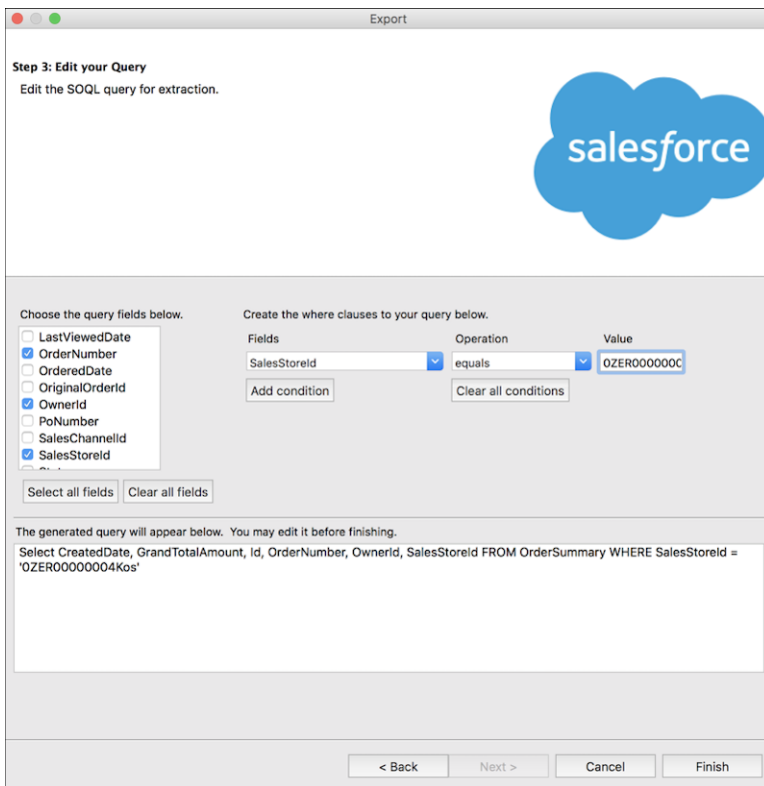 Export
Step 3: Edit your Query
Edit the SOQL query for extraction.
salesforce
Choose the query fields below.
LastViewedDate
OrderNumber
OrderedDate
OriginalOrderId
OwnerId
PoNumber
SalesChannelId
SalesStoreId
Select all fields
Clear all fields
Create the where clauses to your query below.
Fields
Operation
Value
SalesStoreId
equals
0ZER000000
Add condition
Clear all conditions
The generated query will appear below.  You may edit it before finishing.
Select CreatedDate, GrandTotalAmount, Id, OrderNumber, OwnerId, SalesStoreId FROM OrderSummary WHERE SalesStoreId =
'0ZER00000004Kos'
< Back
Next >
Cancel
Finish